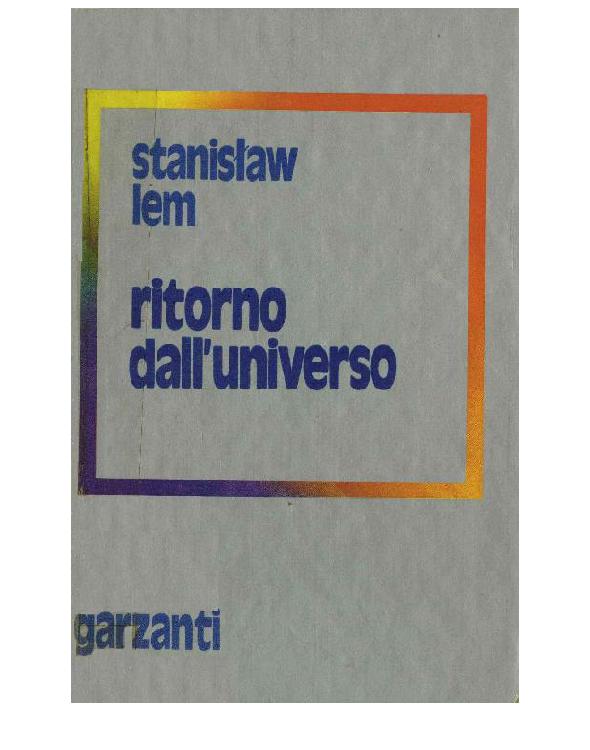 stanisław
lem
ritorno
dall'universo
garzanti